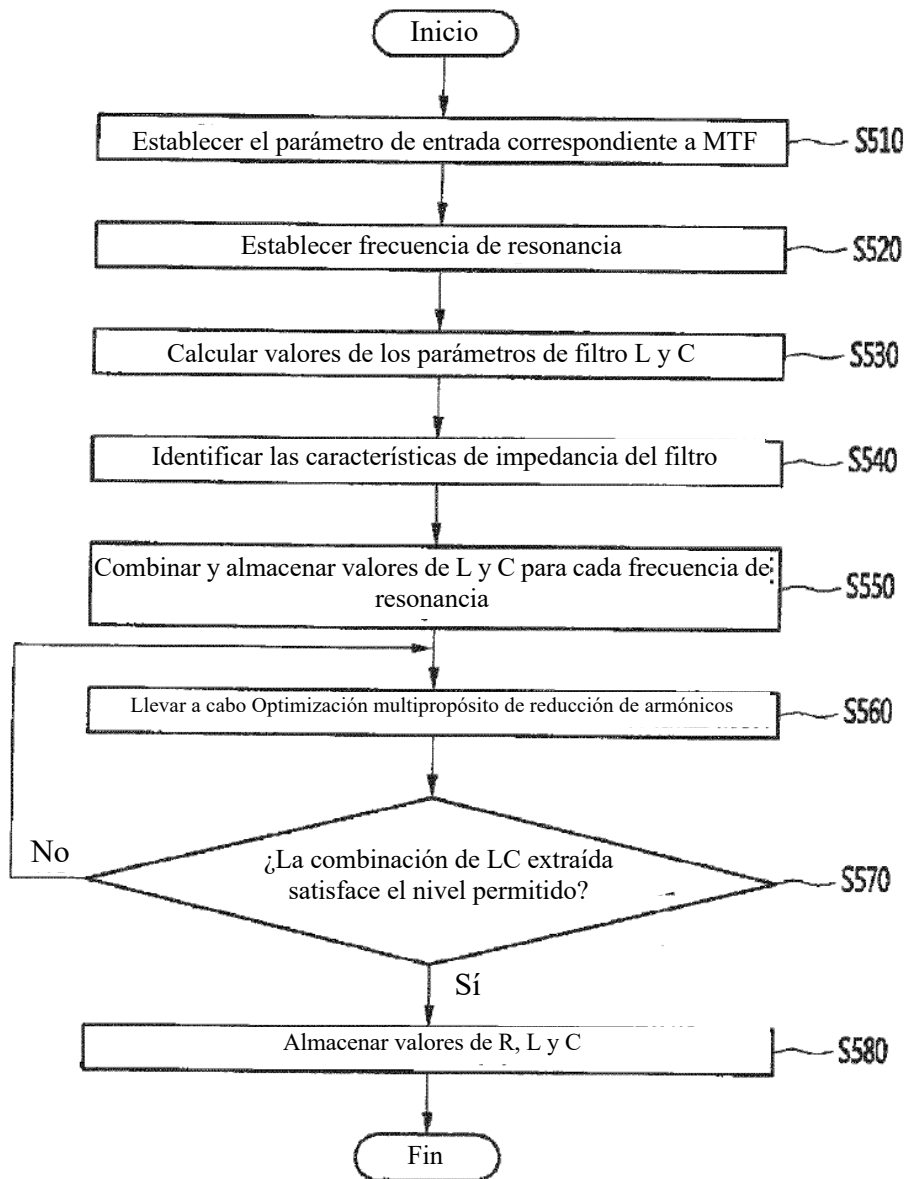 Inicio
Establecer el parámetro de entrada correspondiente a MTF
S510
Establecer frecuencia de resonancia
S520
Calcular valores de los parámetros de filtro L y C
S530
Identificar las características de impedancia del filtro
S540
Combinar y almacenar valores de L y C para cada frecuencia de
resonancia
S550
Llevar a cabo Optimización multipropósito de reducción de armónicos
S560
No
¿La combinación de LC extraída
satisface el nivel permitido?
S570
Sí
Almacenar valores de R, L y C
S580
Fin